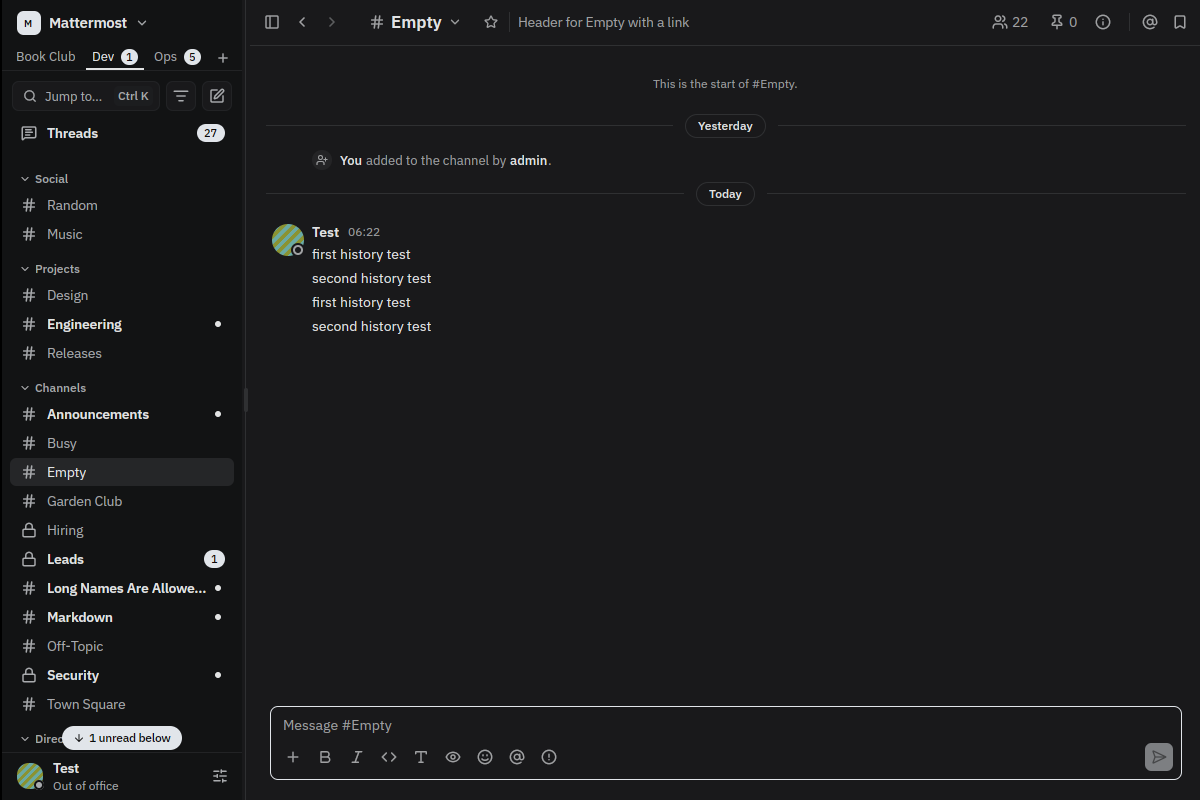 M Mattermost
Book Club Dev 1 Ops 5
Jump to... Ctrl K
Threads 27
Social
Random
Music
Projects
Design
Engineering
Releases
Channels
Announcements
Busy
Empty
Garden Club
Hiring
Leads 1
Long Names Are Allowe...
Markdown
Off-Topic
Security
Town Square
Direc
1 unread below
Test
Out of office
Empty Header for Empty with a link 22 0
This is the start of #Empty.
Yesterday
You added to the channel by admin.
Today
Test 06:22
first history test
second history test
first history test
second history test
Message #Empty